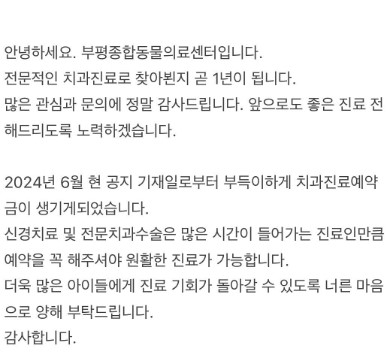 안녕하세요. 부평종합동물의료센터입니다.
전문적인 치과진료로 찾아뵌지 곧 1년이 됩니다.
많은 관심과 문의에 정말 감사드립니다. 앞으로도 좋은 진료 전
해드리도록 노력하겠습니다.
2024년 6월 현 공지 기재일로부터 부득이하게 치과진료예약
금이 생기게되었습니다.
신경치료 및 전문치과수술은 많은 시간이 들어가는 진료인만큼
예약을 꼭 해주셔야 원활한 진료가 가능합니다.
더욱 많은 아이들에게 진료 기회가 돌아갈 수 있도록 너른 마음
으로 양해 부탁드립니다.
감사합니다.